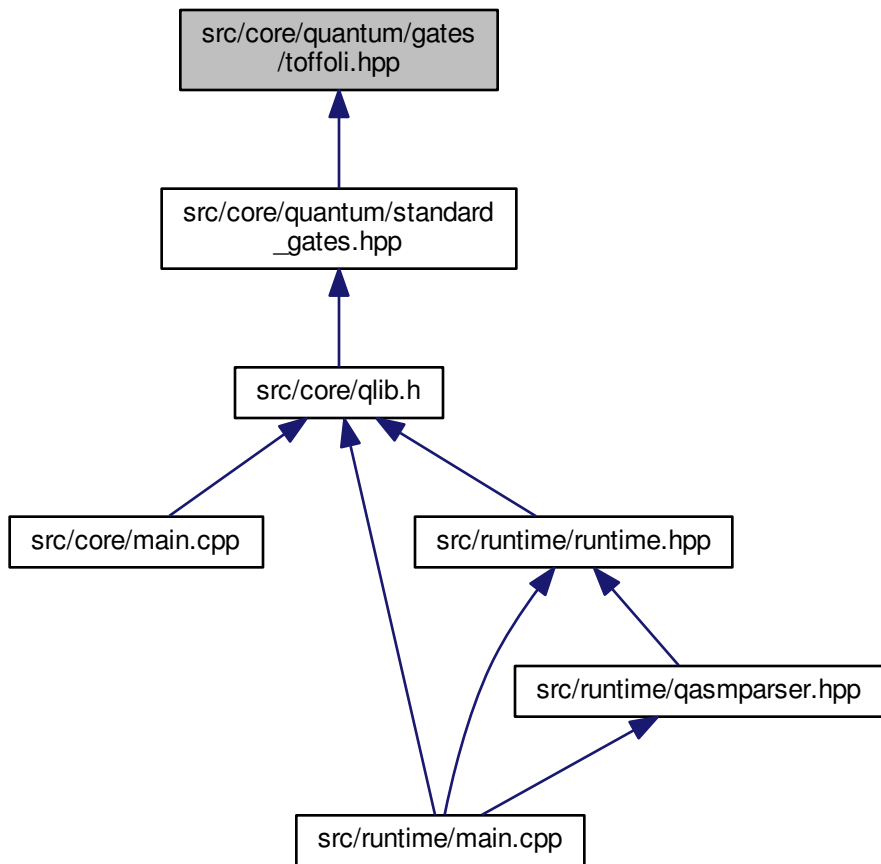 src/core/quantum/gates
/toffoli.hpp
src/core/quantum/standard
_gates.hpp
src/core/qlib.h
src/core/main.cpp
src/runtime/runtime.hpp
src/runtime/qasmparser.hpp
src/runtime/main.cpp